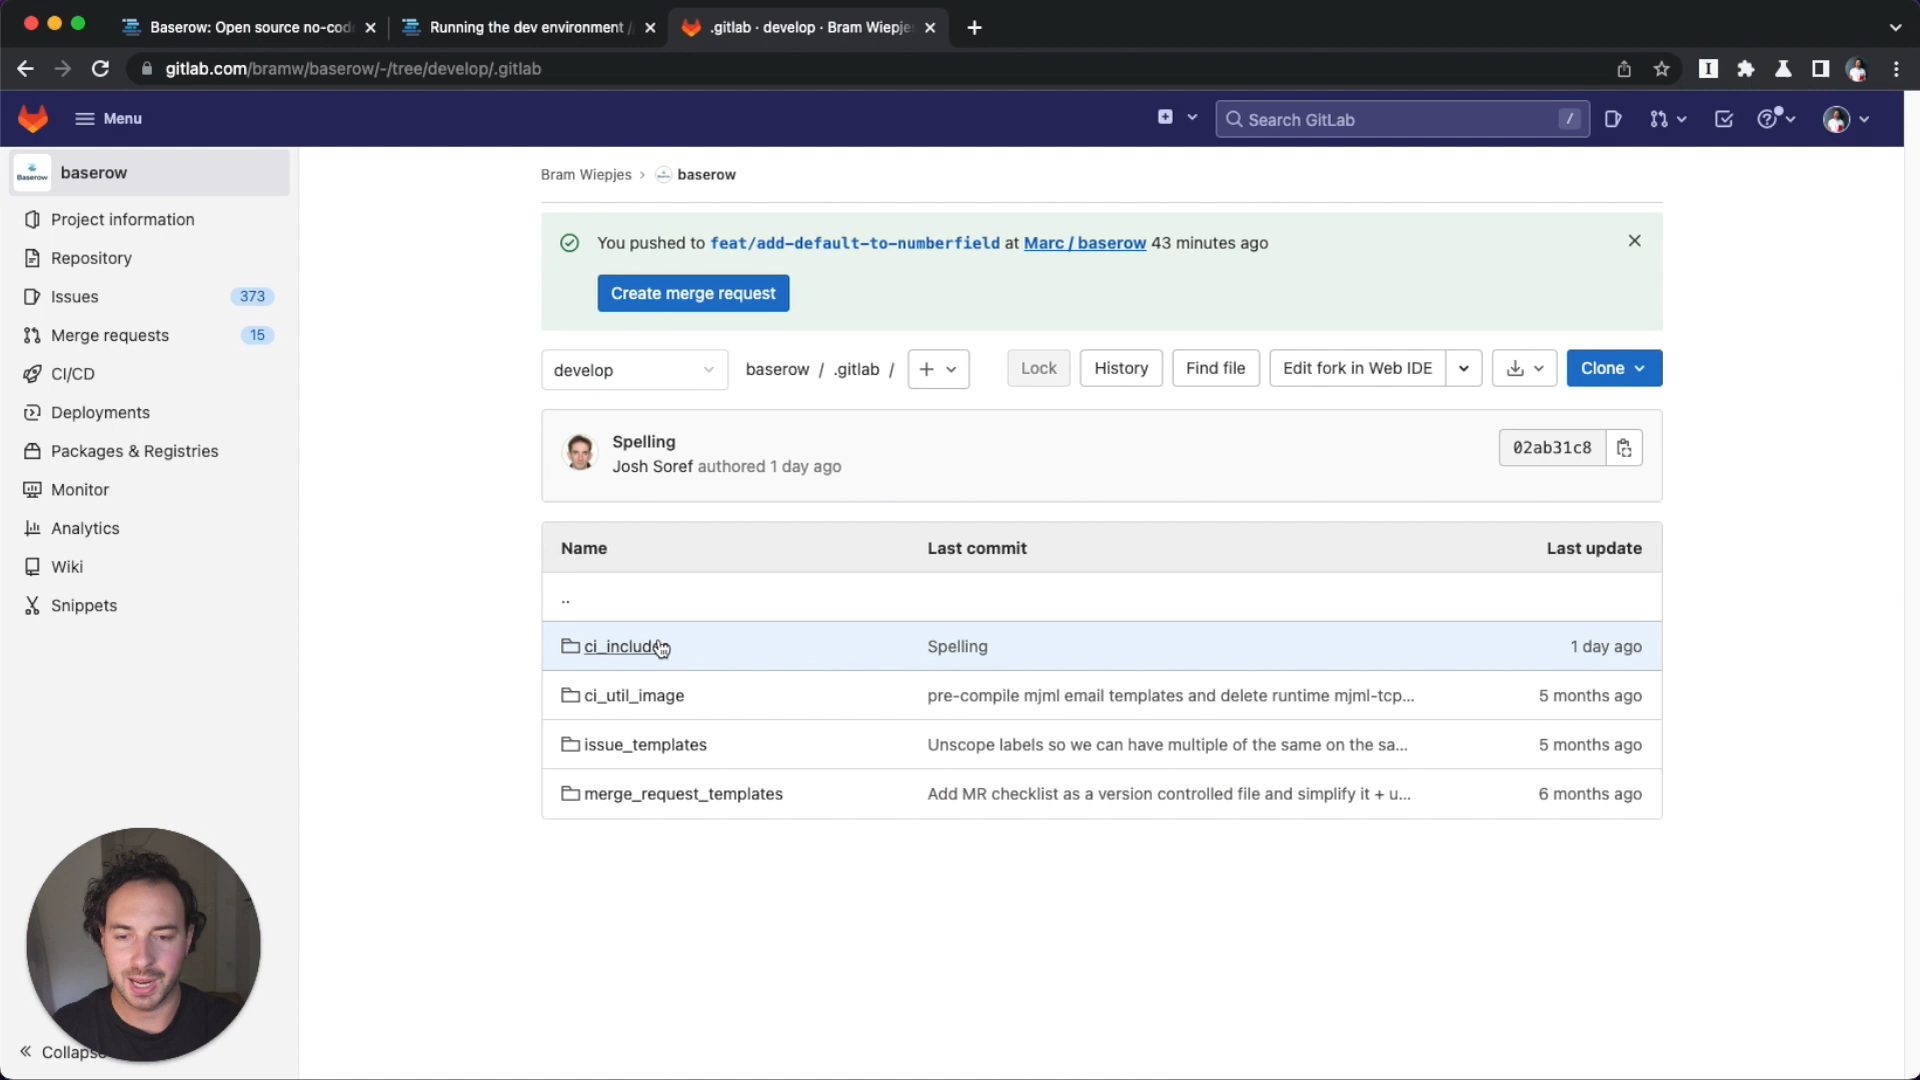 Baserow: Open source no-cod
Running the dev environment /
.gitlab · develop · Bram Wiepje
gitlab.com/bramw/baserow/-/tree/develop/.gitlab
Menu
Search GitLab
/
Baserow
baserow
Project information
Repository
Issues
373
Merge requests
15
CI/CD
Deployments
Packages & Registries
Monitor
Analytics
Wiki
Snippets
Collapse
Bram Wiepjes › baserow
You pushed to feat/add-default-to-numberfield at Marc / baserow 43 minutes ago
Create merge request
develop
baserow / .gitlab /
Lock
History
Find file
Edit fork in Web IDE
Clone
Spelling
Josh Soref authored 1 day ago
02ab31c8
Name
Last commit
Last update
..
ci_includes
Spelling
1 day ago
ci_util_image
pre-compile mjml email templates and delete runtime mjml-tcp...
5 months ago
issue_templates
Unscope labels so we can have multiple of the same on the sa...
5 months ago
merge_request_templates
Add MR checklist as a version controlled file and simplify it + u...
6 months ago